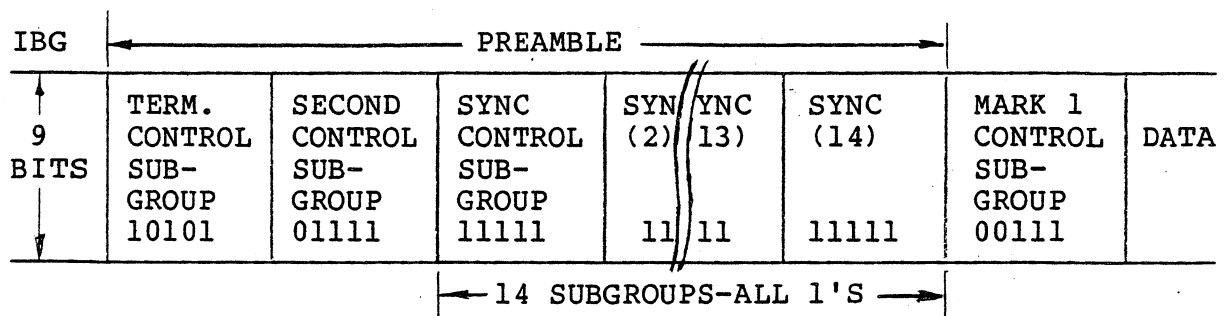 IBG PREAMBLE
9 BITS
TERM. CONTROL SUB- GROUP 10101
SECOND CONTROL SUB- GROUP 01111
SYNC CONTROL SUB- GROUP 11111
SYN (2) 11
YNC 13) 11
SYNC (14) 11111
MARK 1 CONTROL SUB- GROUP 00111
DATA
14 SUBGROUPS-ALL 1'S